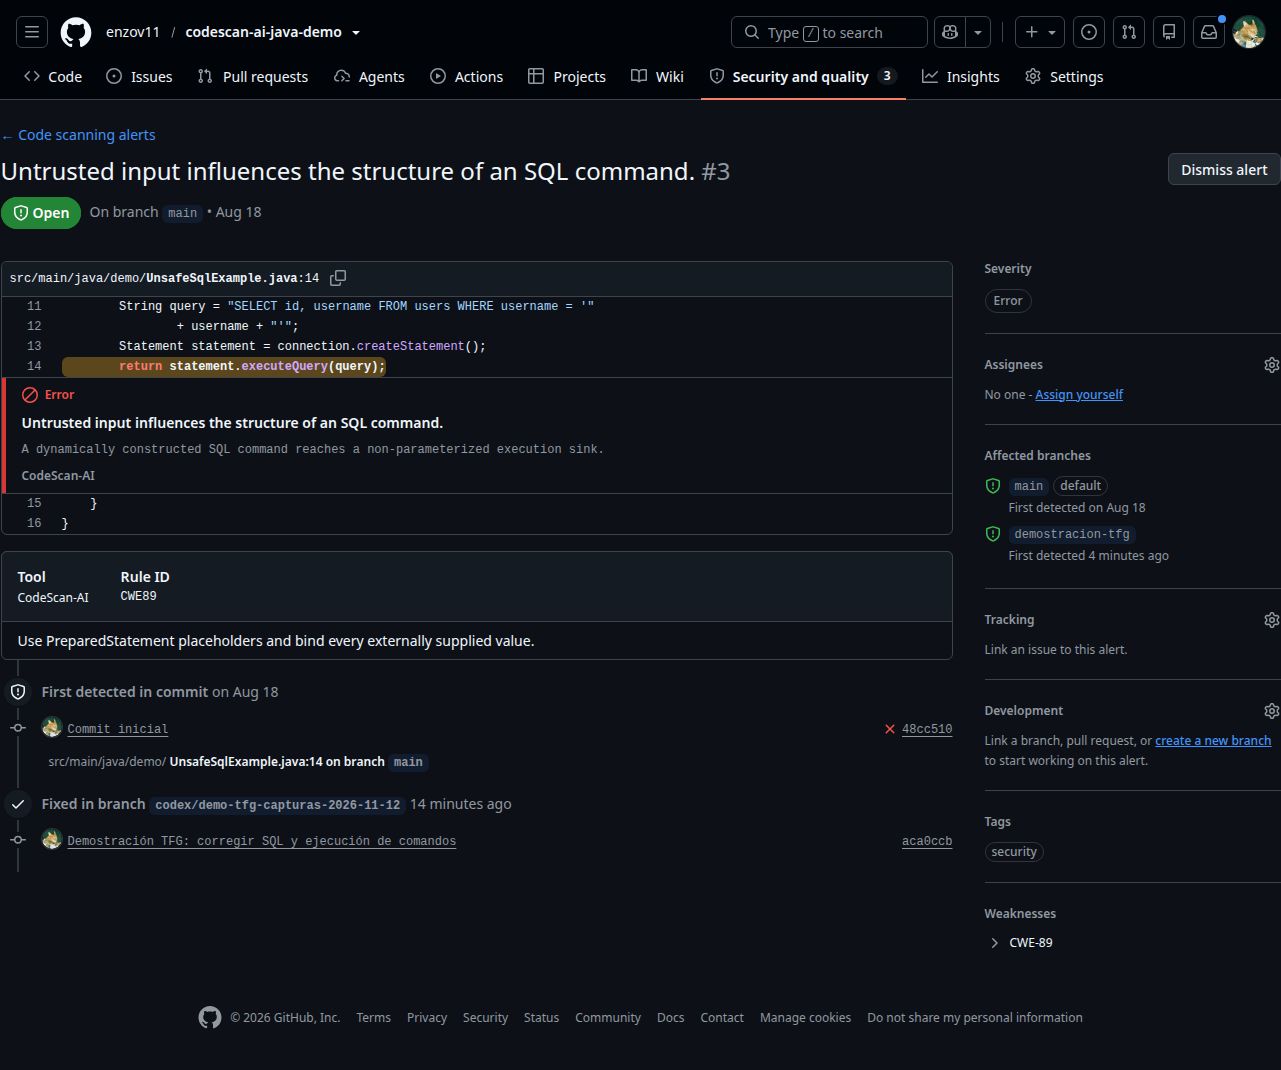 enzov11 / codescan-ai-java-demo
Type / to search
Code
Issues
Pull requests
Agents
Actions
Projects
Wiki
Security and quality 3
Insights
Settings
← Code scanning alerts
Untrusted input influences the structure of an SQL command. #3
Dismiss alert
Open On branch main • Aug 18
src/main/java/demo/UnsafeSqlExample.java:14
11 String query = "SELECT id, username FROM users WHERE username = '"
12 + username + "'";
13 Statement statement = connection.createStatement();
14 return statement.executeQuery(query);
Error
Untrusted input influences the structure of an SQL command.
A dynamically constructed SQL command reaches a non-parameterized execution sink.
CodeScan-AI
15 }
16 }
Tool Rule ID
CodeScan-AI CWE89
Use PreparedStatement placeholders and bind every externally supplied value.
First detected in commit on Aug 18
Commit inicial 48cc510
src/main/java/demo/ UnsafeSqlExample.java:14 on branch main
Fixed in branch codex/demo-tfg-capturas-2026-11-12 14 minutes ago
Demostración TFG: corregir SQL y ejecución de comandos aca0ccb
Severity
Error
Assignees
No one - Assign yourself
Affected branches
main default
First detected on Aug 18
demostracion-tfg
First detected 4 minutes ago
Tracking
Link an issue to this alert.
Development
Link a branch, pull request, or create a new branch
to start working on this alert.
Tags
security
Weaknesses
CWE-89
© 2026 GitHub, Inc. Terms Privacy Security Status Community Docs Contact Manage cookies Do not share my personal information